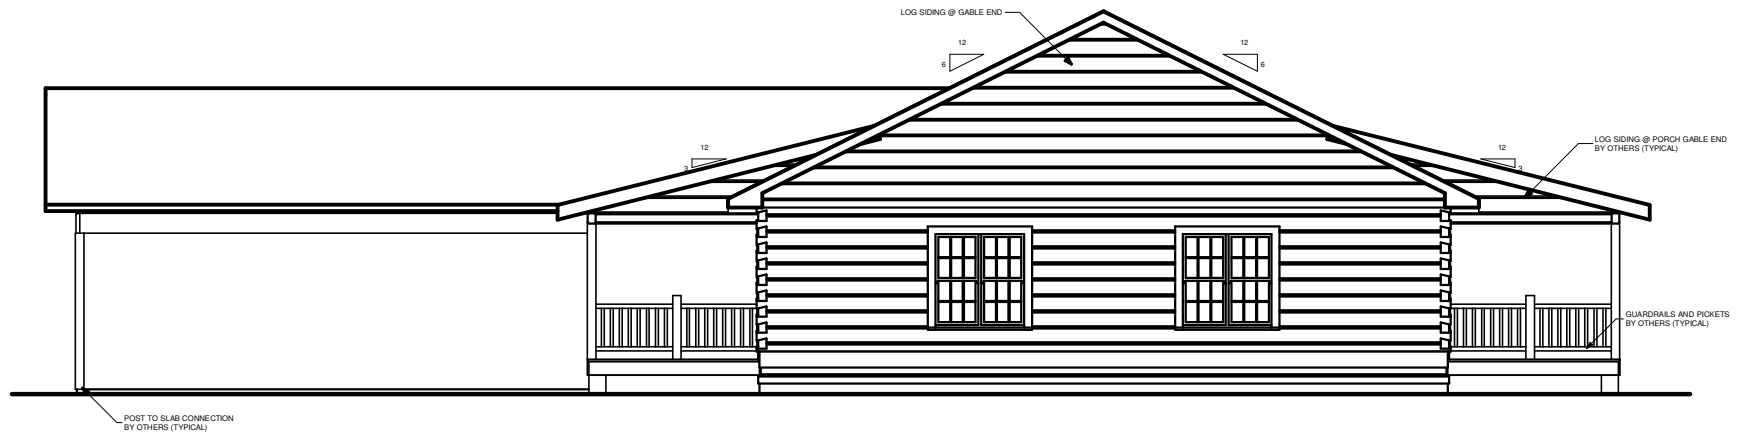 LOG SIDING @ GABLE END
12
6
12
6
12
3
12
3
LOG SIDING @ PORCH GABLE END
BY OTHERS (TYPICAL)
GUARDRAILS AND PICKETS
BY OTHERS (TYPICAL)
POST TO SLAB CONNECTION
BY OTHERS (TYPICAL)